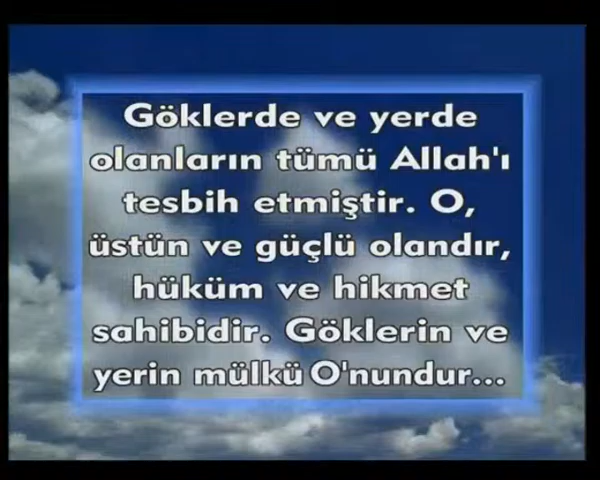 Göklerde ve yerde
olanların tümü Allah'ı
tesbih etmiştir. O,
üstün ve güçlü olandır,
hüküm ve hikmet
sahibidir. Göklerin ve
yerin mülkü O'nundur...